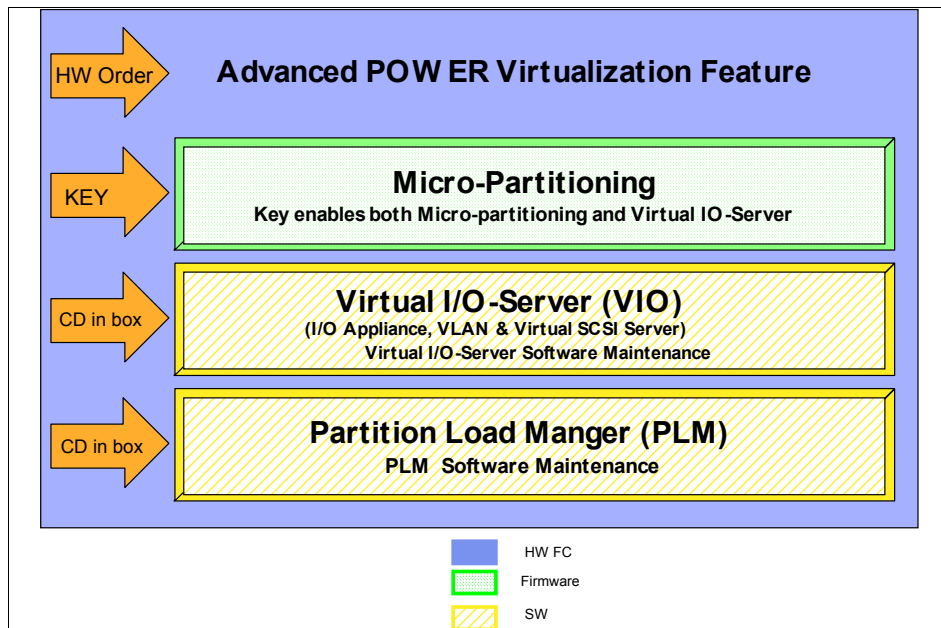 HW Order
Advanced POWER Virtualization Feature
KEY
Micro-Partitioning
Key enables both Micro-partitioning and Virtual IO-Server
CD in box
Virtual I/O-Server (VIO)
(I/O Appliance, VLAN & Virtual SCSI Server)
Virtual I/O-Server Software Maintenance
CD in box
Partition Load Manger (PLM)
PLM Software Maintenance
HW FC
Firmware
SW